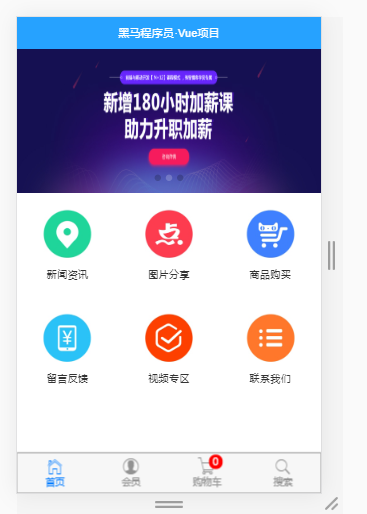 黑马程序员·Vue项目
新增180小时加薪课
助力升职加薪
新闻资讯
图片分享
商品购买
留言反馈
视频专区
联系我们
0
首页
会员
购物车
搜索